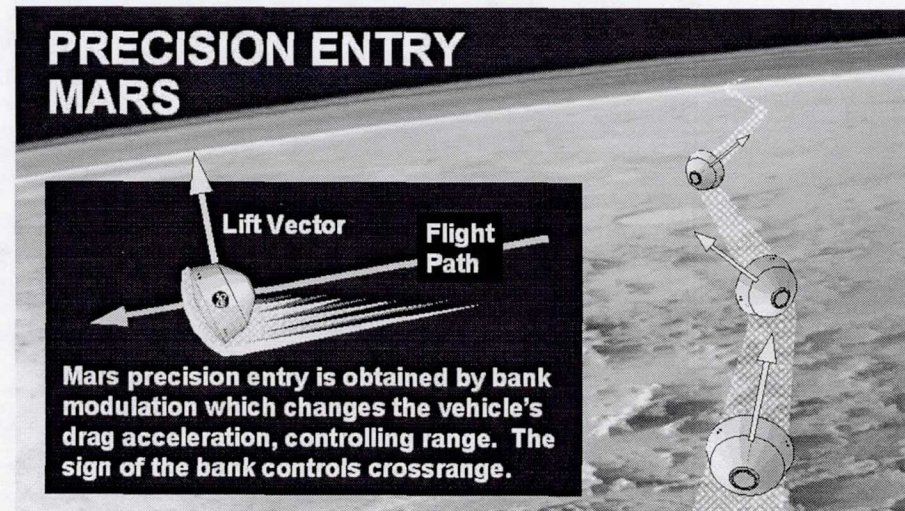 PRECISION ENTRY
MARS
Lift Vector
Flight
Path
Mars precision entry is obtained by bank
modulation which changes the vehicle's
drag acceleration, controlling range. The
sign of the bank controls crossrange.